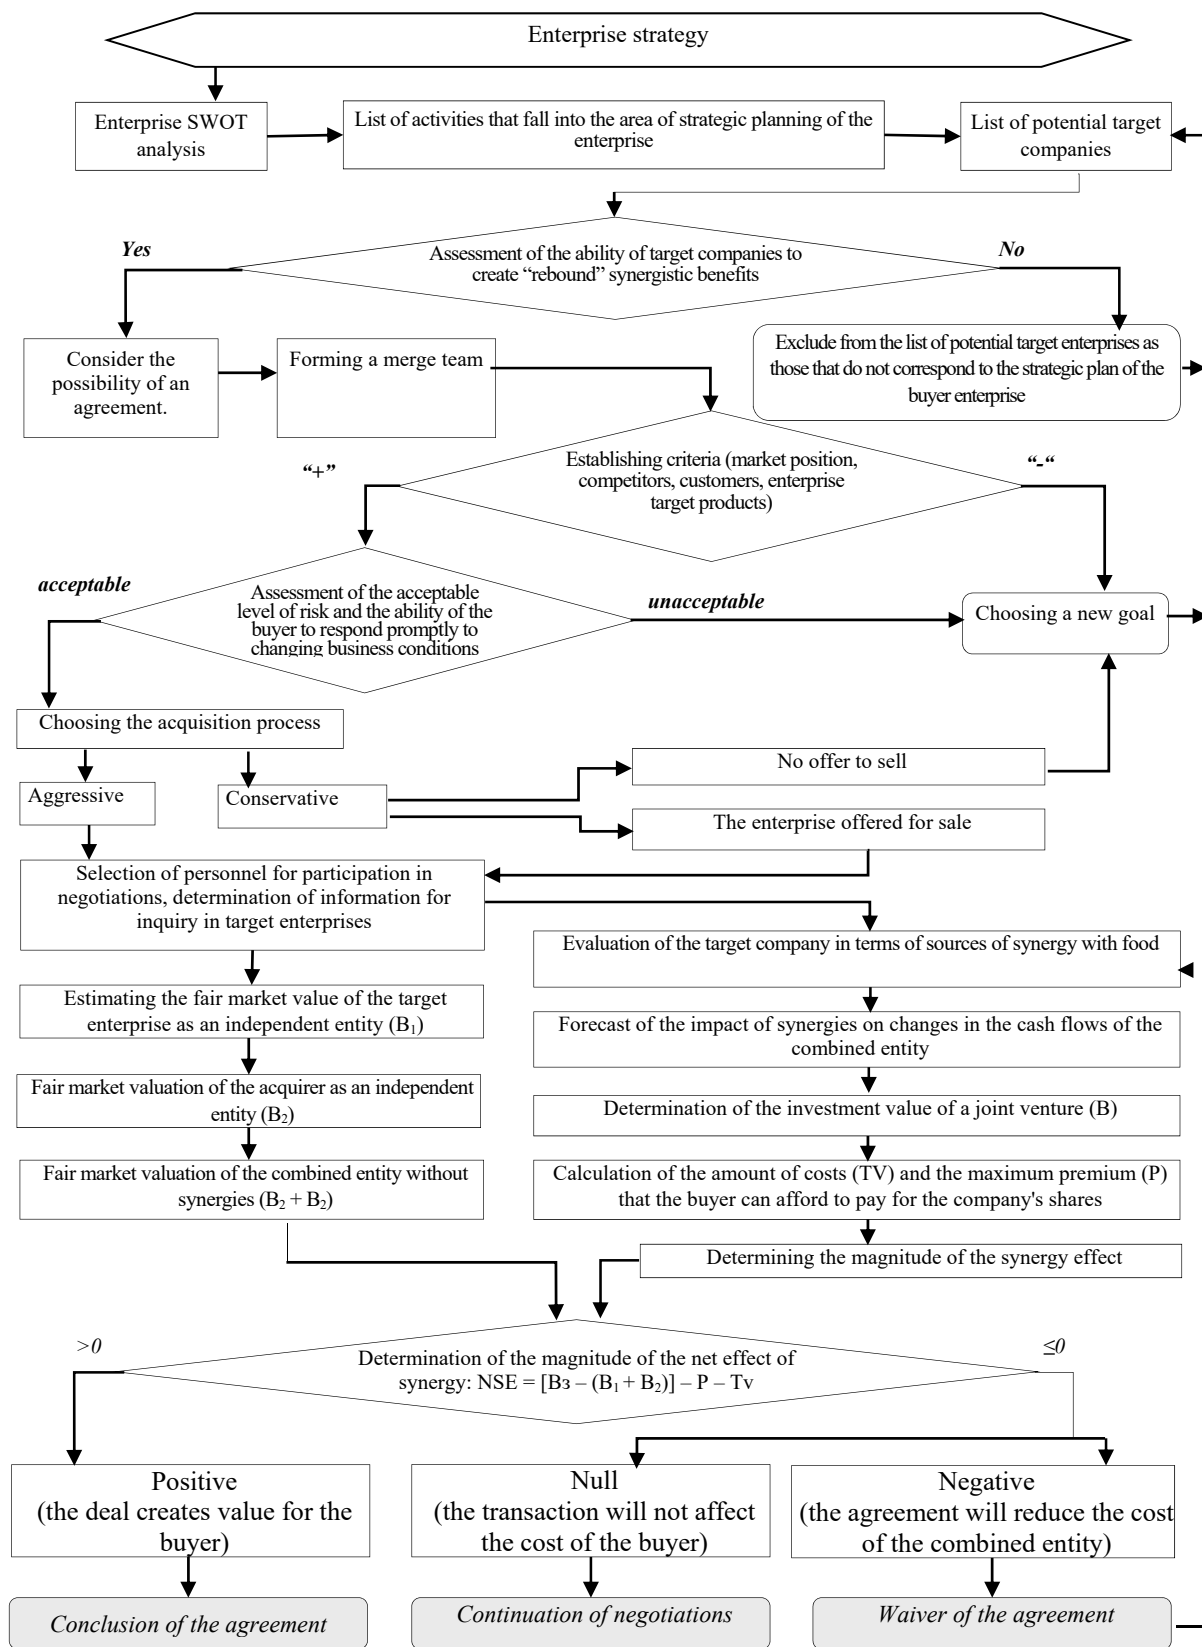 Enterprise strategy
Enterprise SWOT
analysis
List of activities that fall into the area of strategic planning of the
enterprise
List of potential target
companies
Yes
Assessment of the ability of target companies to
create “rebound” synergistic benefits
No
Consider the
possibility of an
agreement.
Forming a merge team
Exclude from the list of potential target enterprises as
those that do not correspond to the strategic plan of the
buyer enterprise
“+”
Establishing criteria (market position,
competitors, customers, enterprise
target products)
“-“
acceptable
Assessment of the acceptable
level of risk and the ability of the
buyer to respond promptly to
changing business conditions
unacceptable
Choosing a new goal
Choosing the acquisition process
No offer to sell
Aggressive
Conservative
The enterprise offered for sale
Selection of personnel for participation in
negotiations, determination of information for
inquiry in target enterprises
Evaluation of the target company in terms of sources of synergy with food
Estimating the fair market value of the target
enterprise as an independent entity (B₁)
Forecast of the impact of synergies on changes in the cash flows of the
combined entity
Fair market valuation of the acquirer as an independent
entity (B₂)
Determination of the investment value of a joint venture (B)
Fair market valuation of the combined entity without
synergies (B₂ + B₂)
Calculation of the amount of costs (TV) and the maximum premium (P)
that the buyer can afford to pay for the company's shares
Determining the magnitude of the synergy effect
>0
Determination of the magnitude of the net effect of
synergy: NSE = [Bз – (B₁ + B₂)] – P – Tv
≤0
Positive
(the deal creates value for the
buyer)
Null
(the transaction will not affect
the cost of the buyer)
Negative
(the agreement will reduce the cost
of the combined entity)
Conclusion of the agreement
Continuation of negotiations
Waiver of the agreement